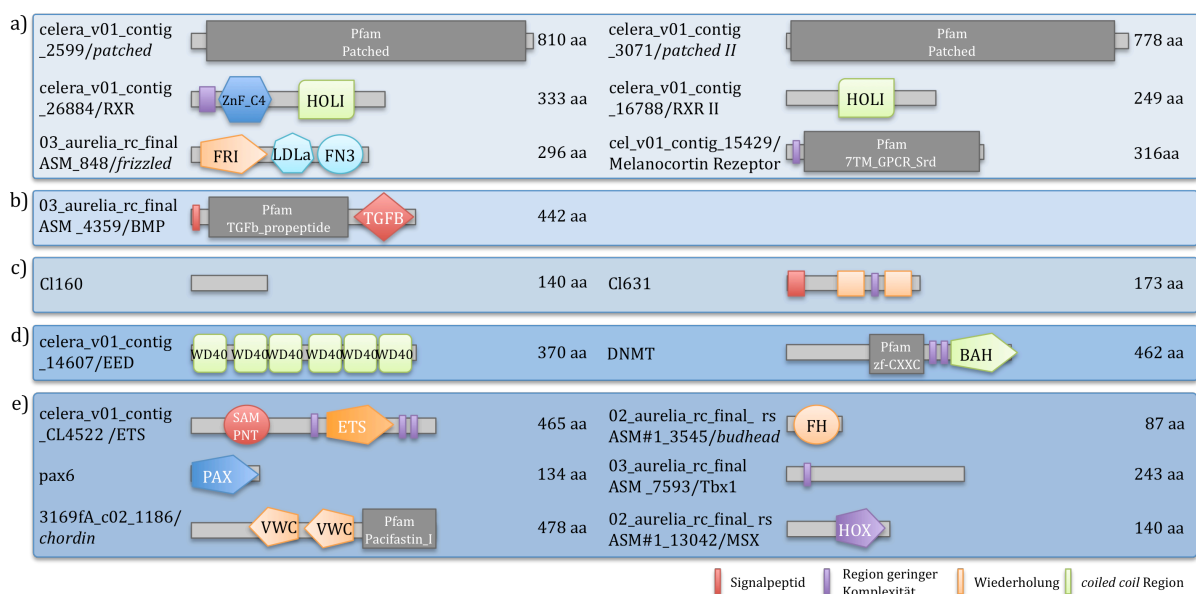 a)
celera_v01_contig
_2599/patched
Pfam
Patched
810 aa
celera_v01_contig
_3071/patched II
Pfam
Patched
778 aa
celera_v01_contig
_26884/RXR
ZnF_C4
HOLI
333 aa
celera_v01_contig
_16788/RXR II
HOLI
249 aa
03_aurelia_rc_final
ASM_848/frizzled
FRI
LDLa
FN3
296 aa
cel_v01_contig_15429/
Melanocortin Rezeptor
Pfam
7TM_GPCR_Srd
316aa
b)
03_aurelia_rc_final
ASM _4359/BMP
Pfam
TGFb_propeptide
TGFB
442 aa
c)
Cl160
140 aa
Cl631
173 aa
d)
celera_v01_contig
_14607/EED
WD40 WD40 WD40 WD40 WD40 WD40
370 aa
DNMT
Pfam
zf-CXXC
BAH
462 aa
e)
celera_v01_contig
_CL4522 /ETS
SAM
PNT
ETS
465 aa
02_aurelia_rc_final_ rs
ASM#1_3545/budhead
FH
87 aa
pax6
PAX
134 aa
03_aurelia_rc_final
ASM _7593/Tbx1
243 aa
3169fA_c02_1186/
chordin
VWC
VWC
Pfam
Pacifastin_I
478 aa
02_aurelia_rc_final_ rs
ASM#1_13042/MSX
HOX
140 aa
Signalpeptid
Region geringer
Komplexität
Wiederholung
coiled coil Region